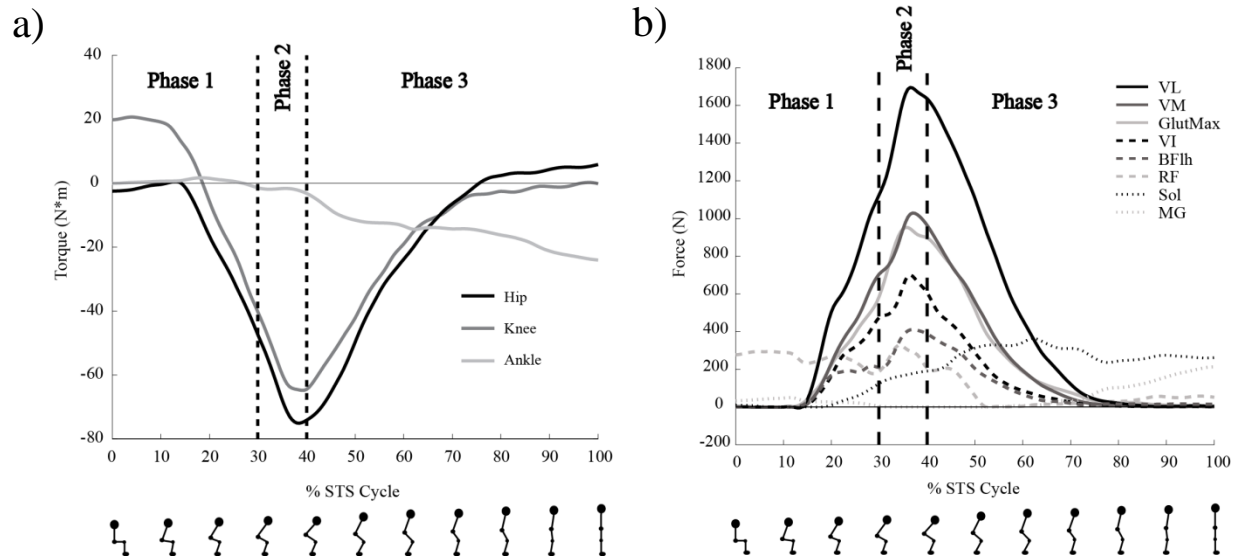 a)
40
20
0
-20
-40
-60
-80
Torque (N*m)
Phase 1
Phase 2
Phase 3
Hip
Knee
Ankle
0 10 20 30 40 50 60 70 80 90 100
% STS Cycle
b)
1800
1600
1400
1200
1000
800
600
400
200
0
-200
Force (N)
Phase 1
Phase 2
Phase 3
VL
VM
GlutMax
VI
BFlh
RF
Sol
MG
0 10 20 30 40 50 60 70 80 90 100
% STS Cycle